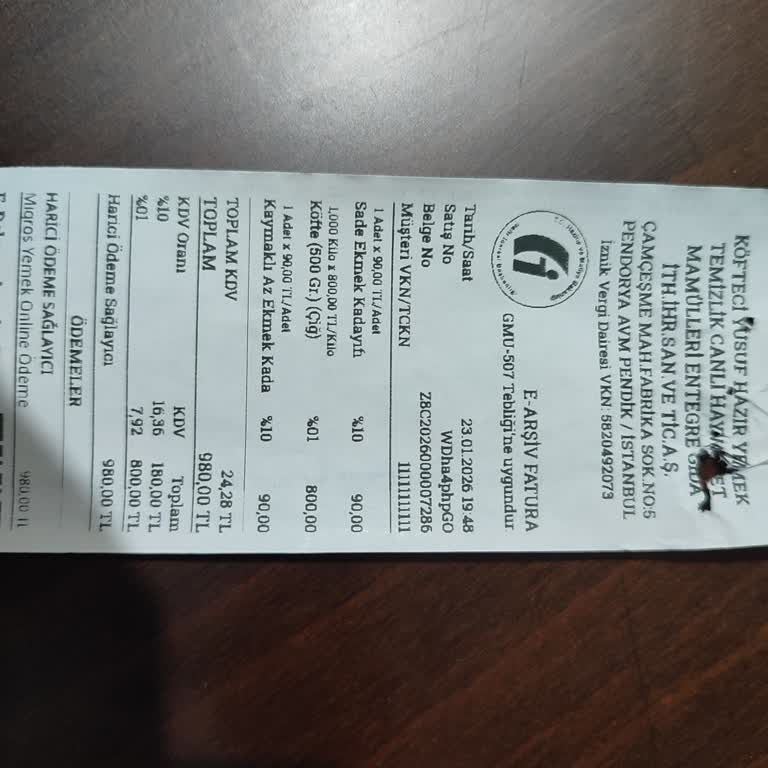 KÖFTECİ YUSUF HAZIR YEMEK
TEMİZLİK CANLI HAYVAN ET
MAMÜLLERİ ENTEGRE GIDA
İTH.İHR.SAN.VE TİC.A.Ş.
ÇAMÇEŞME MAH.FABRİKA SOK.NO:5
PENDORYA AVM PENDİK / İSTANBUL
İznik Vergi Dairesi VKN: 5820492073
E-ARŞİV FATURA
GMU-507 Tebliği'ne uygundur.
Tarih/Saat 23.01.2026 19:48
Satış No WDha4phpGO
Belge No Z8C2026000007286
Müşteri VKN/TCKN 11111111111
1 Adet x 90,00 TL/Adet
Sade Ekmek Kadayıfı %10 90,00
1,000 Kilo x 800,00 TL/Kilo
Köfte (500 Gr.) (Çiğ) %01 800,00
1 Adet x 90,00 TL/Adet
Kaymaklı Az Ekmek Kada %10 90,00
TOPLAM KDV 24,28 TL
TOPLAM 980,00 TL
KDV Oranı KDV Toplam
%10 16,36 180,00 TL
%01 7,92 800,00 TL
Harici Ödeme Sağlayıcı 980,00 TL
ÖDEMELER
HARİCİ ÖDEME SAĞLAYICI
Migros Yemek Online Ödeme 980,00 TL